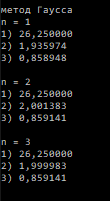 метод Гаусса
n = 1
1) 26,250000
2) 1,935974
3) 0,858948
n = 2
1) 26,250000
2) 2,001383
3) 0,859141
n = 3
1) 26,250000
2) 1,999983
3) 0,859141